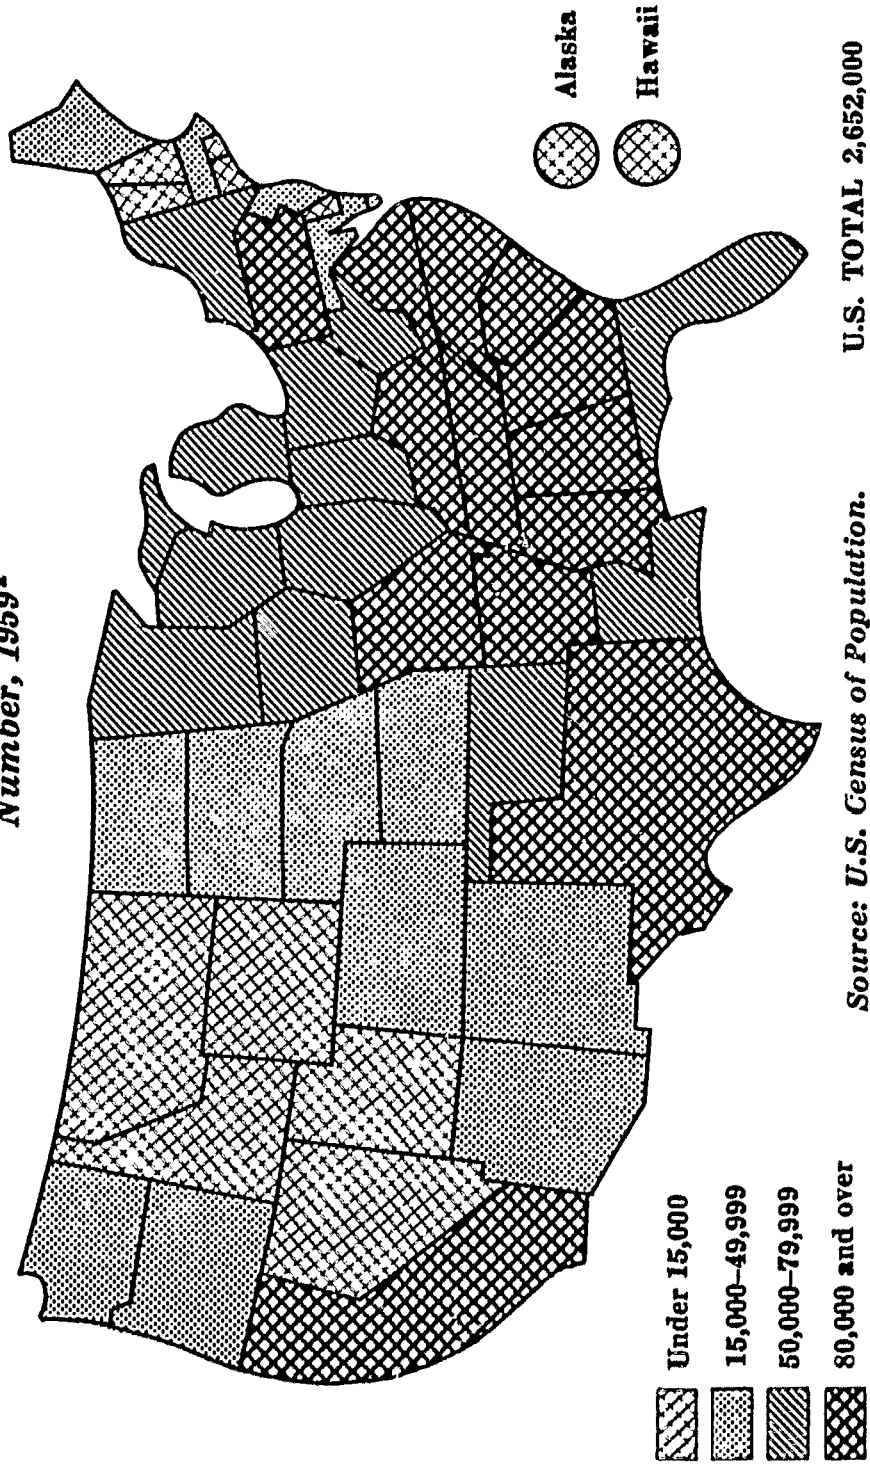 Number, 1959¹
Alaska
Hawaii
Under 15,000
15,000–49,999
50,000–79,999
80,000 and over
U.S. TOTAL 2,652,000
Source: U.S. Census of Population.